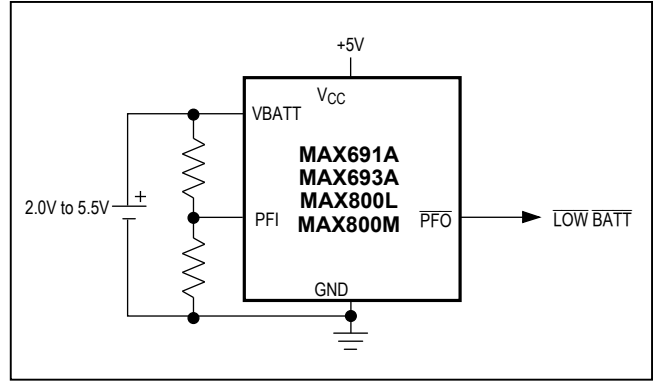 +5V
VCC
VBATT
MAX691A
MAX693A
MAX800L
MAX800M
2.0V to 5.5V
+
PFI
PFO
LOW BATT
GND